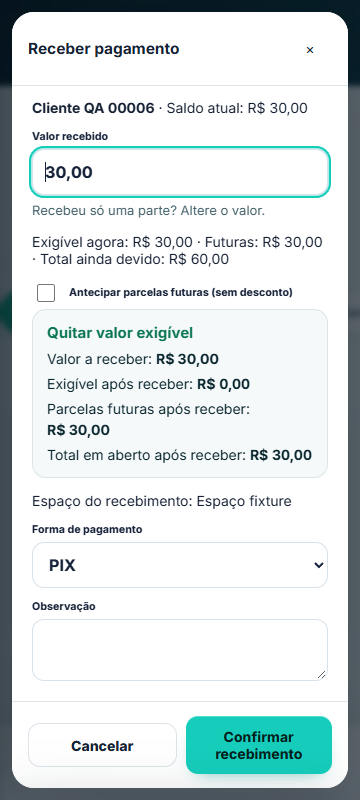 Receber pagamento ×
Cliente QA 00006 · Saldo atual: R$ 30,00
Valor recebido
30,00
Recebeu só uma parte? Altere o valor.
Exigível agora: R$ 30,00 · Futuras: R$ 30,00
· Total ainda devido: R$ 60,00
Antecipar parcelas futuras (sem desconto)
Quitar valor exigível
Valor a receber: R$ 30,00
Exigível após receber: R$ 0,00
Parcelas futuras após receber:
R$ 30,00
Total em aberto após receber: R$ 30,00
Espaço do recebimento: Espaço fixture
Forma de pagamento
PIX
Observação
Cancelar
Confirmar
recebimento